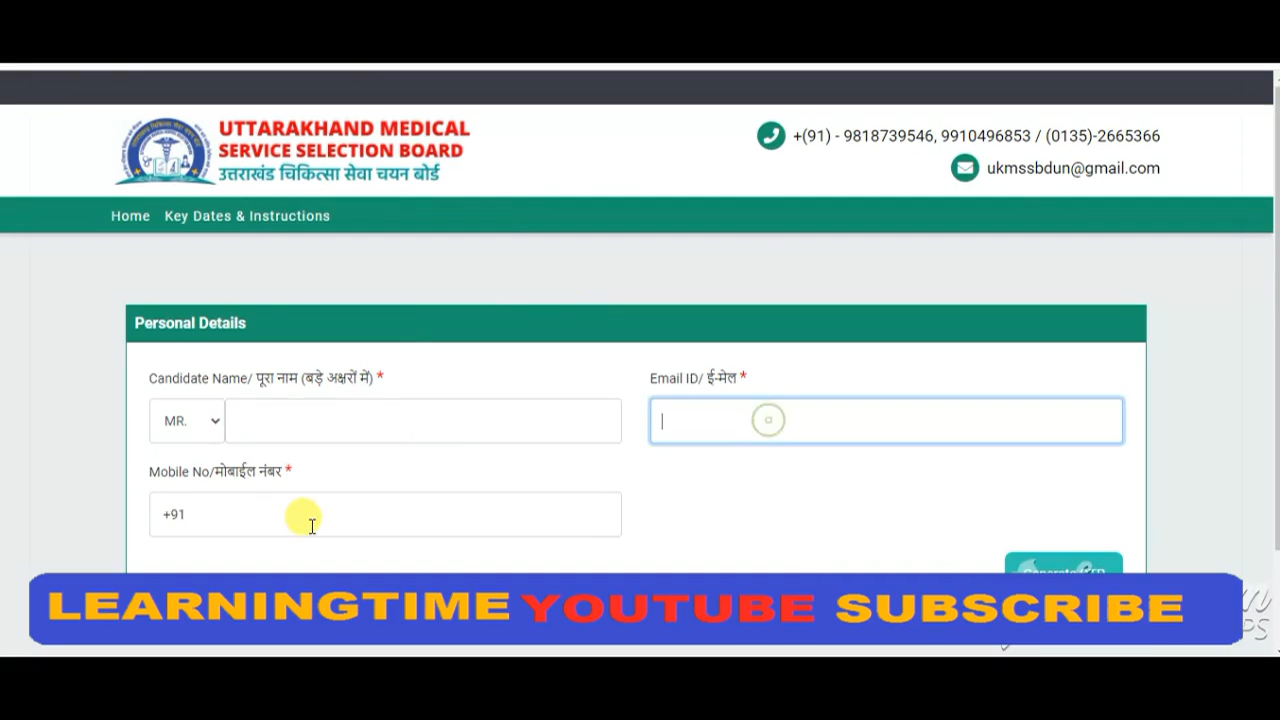 UTTARAKHAND MEDICAL
SERVICE SELECTION BOARD
उत्तराखंड चिकित्सा सेवा चयन बोर्ड
+(91) - 9818739546, 9910496853 / (0135)-2665366
ukmssbdun@gmail.com
Home Key Dates & Instructions
Personal Details
Candidate Name/ पूरा नाम (बड़े अक्षरों में) *
Email ID/ ई-मेल *
MR.
Mobile No/मोबाईल नंबर *
+91
LEARNINGTIME YOUTUBE SUBSCRIBE